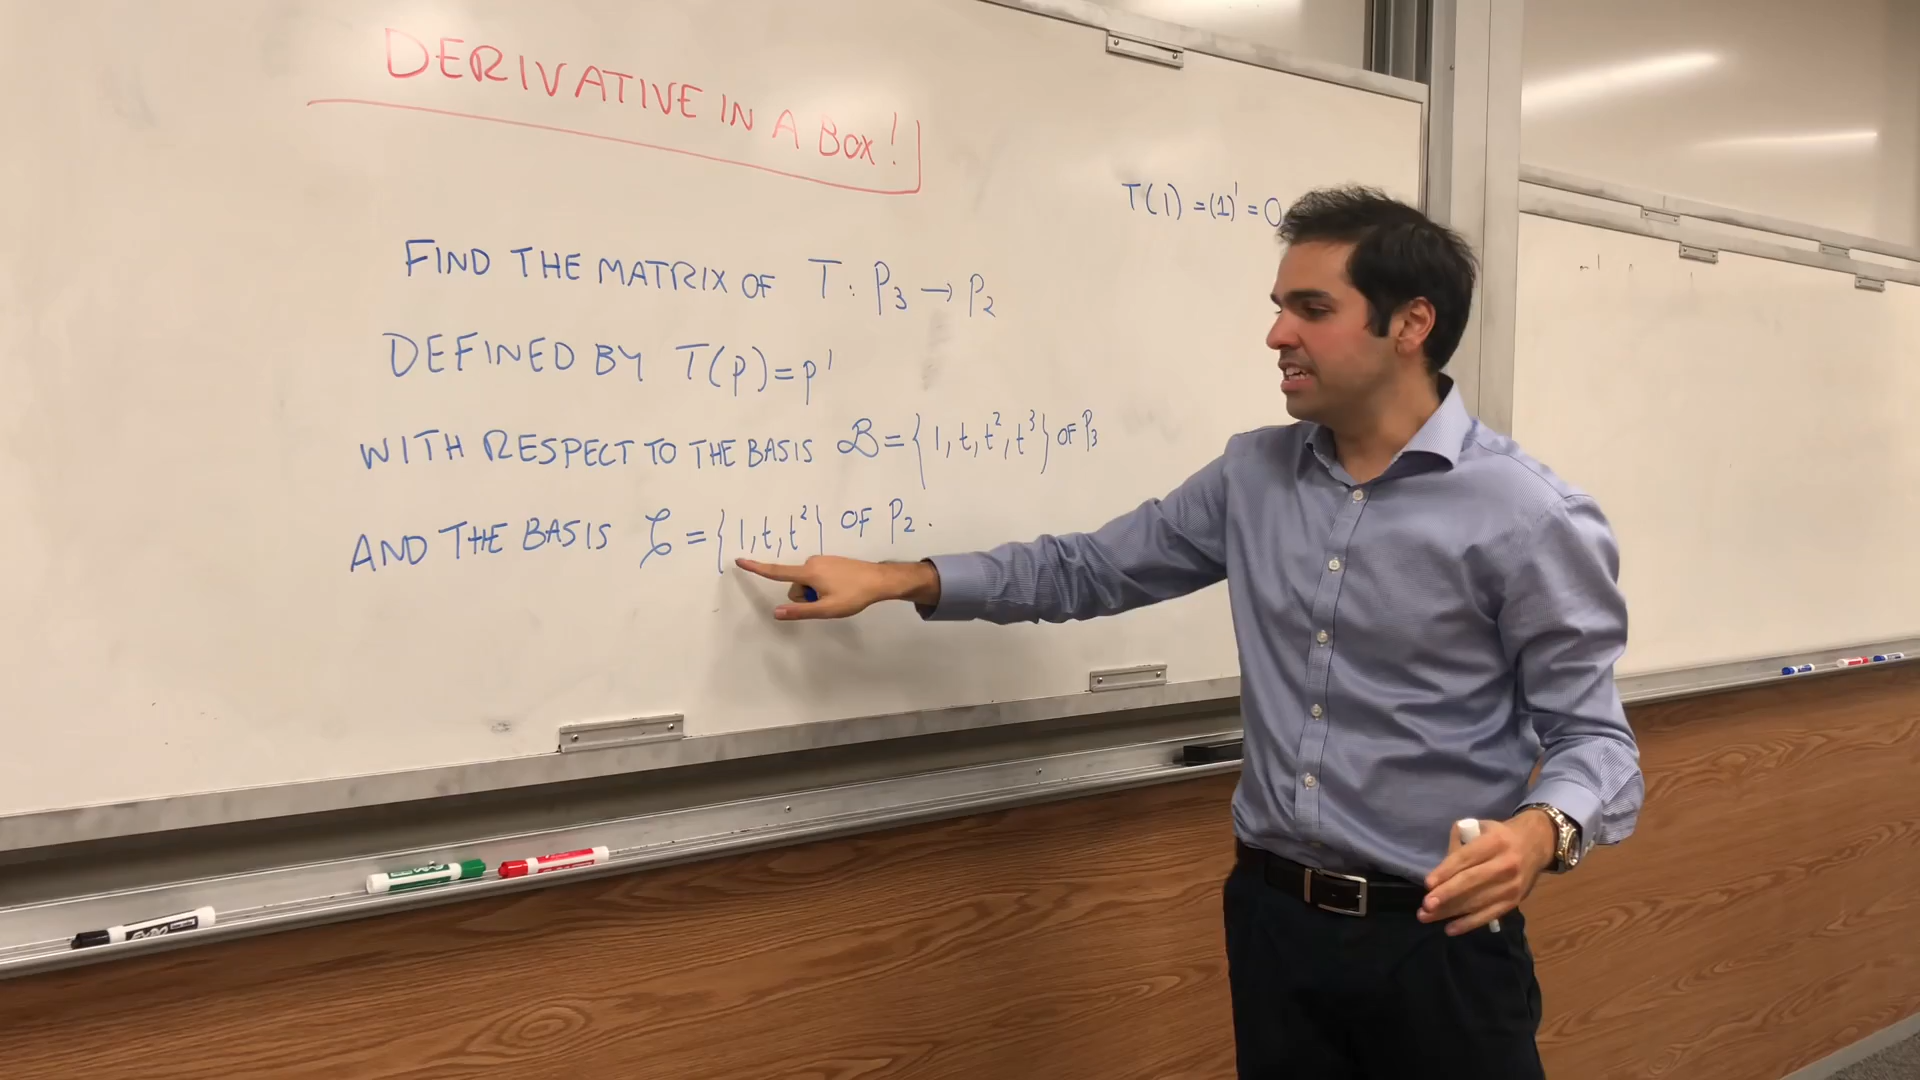 DERIVATIVE IN A BOX!
T(1) = (1)' = 0
FIND THE MATRIX OF T: P₃ → P₂
DEFINED BY T(p) = p'
WITH RESPECT TO THE BASIS ℬ = {1, t, t², t³} OF P₃
AND THE BASIS 𝒞 = {1, t, t²} OF P₂.
EXPO